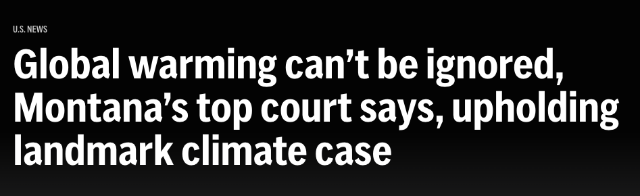 U.S. NEWS
Global warming can’t be ignored,
Montana’s top court says, upholding
landmark climate case